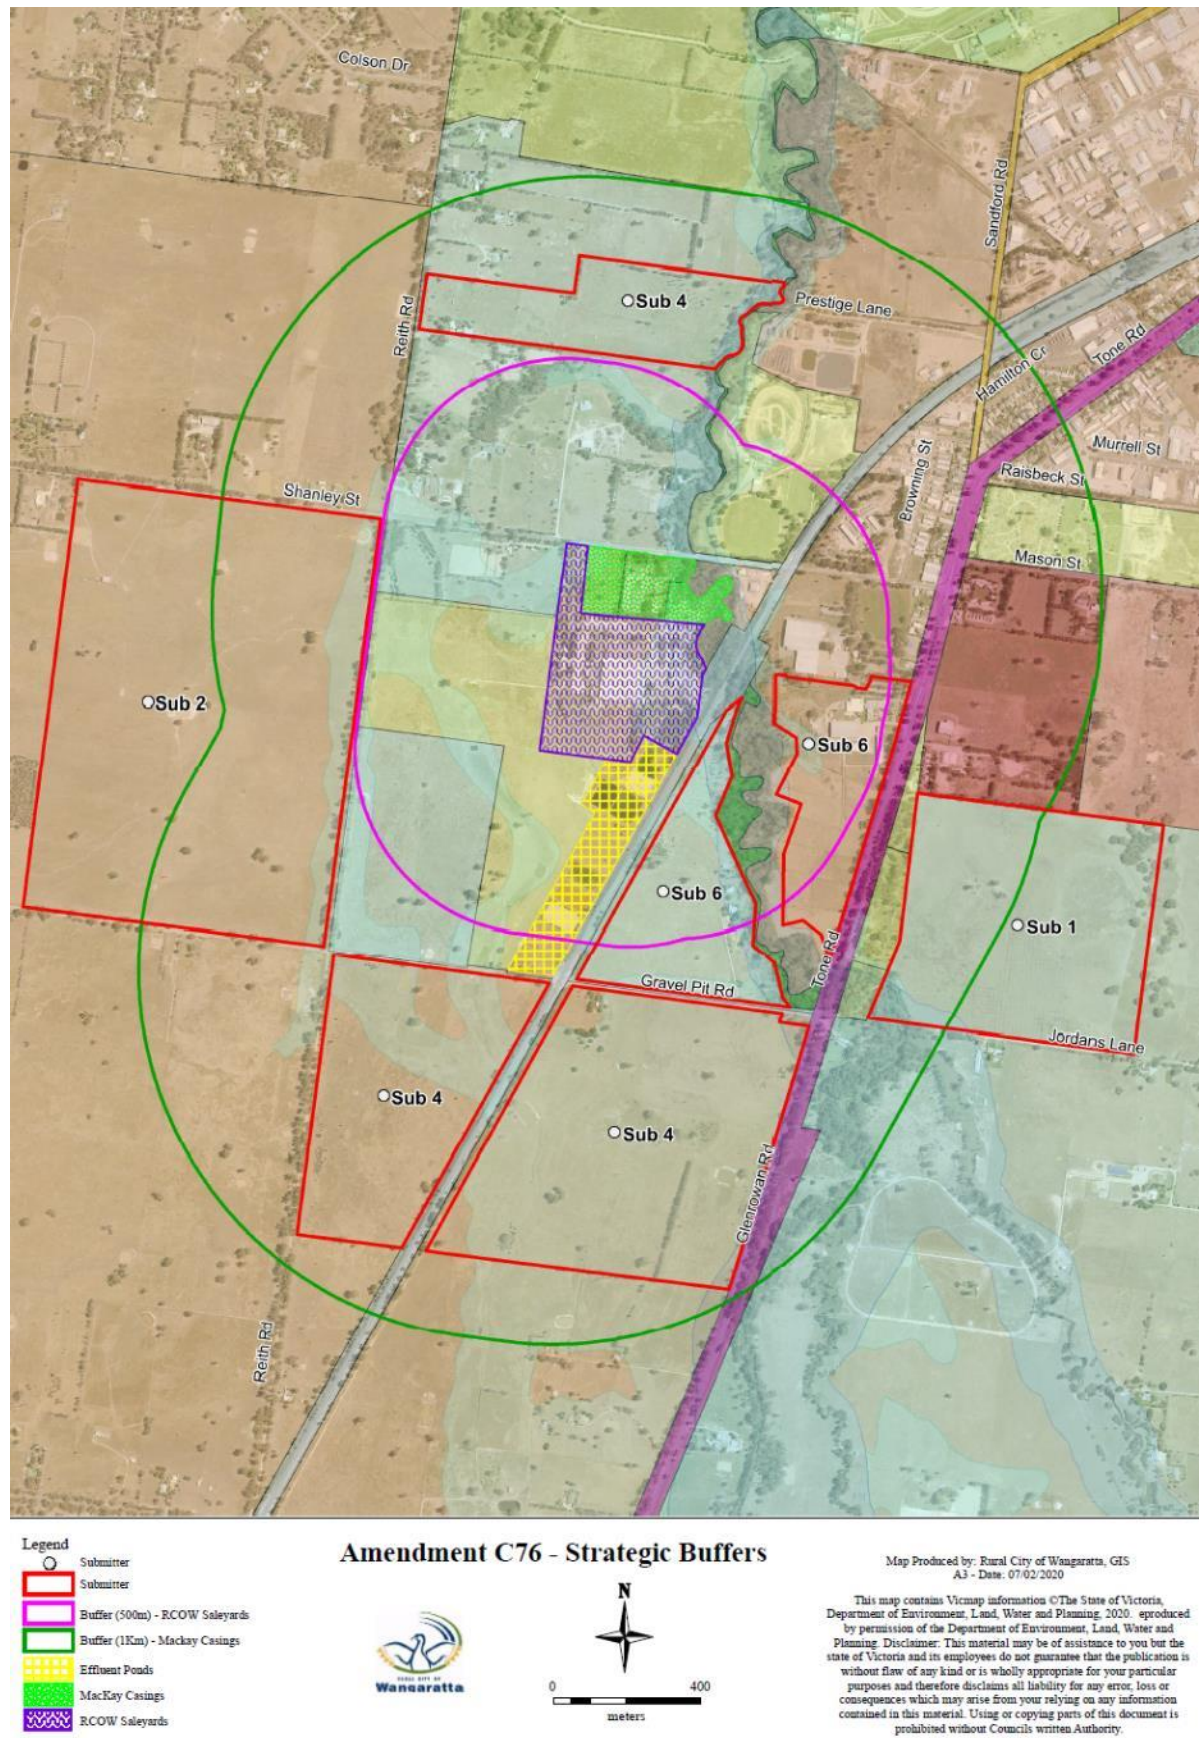 Colson Dr
Sandford Rd
Sub 4
Prestige Lane
Reith Rd
Tone Rd
Hamilton Cr
Murrell St
Browning St
Raisbeck St
Shanley St
Mason St
Sub 2
Sub 6
Sub 6
Sub 1
Tone Rd
Gravel Pit Rd
Jordans Lane
Sub 4
Sub 4
Glenrowan Rd
Reith Rd
Legend
Submitter
Submitter
Buffer (500m) - RCOW Saleyards
Buffer (1Km) - Mackay Casings
Effluent Ponds
MacKay Casings
RCOW Saleyards
Amendment C76 - Strategic Buffers
N
RURAL CITY OF
Wangaratta
0 400
meters
Map Produced by: Rural City of Wangaratta, GIS
A3 - Date: 07/02/2020
This map contains Vicmap information ©The State of Victoria,
Department of Environment, Land, Water and Planning, 2020. eproduced
by permission of the Department of Environment, Land, Water and
Planning. Disclaimer: This material may be of assistance to you but the
state of Victoria and its employees do not guarantee that the publication is
without flaw of any kind or is wholly appropriate for your particular
purposes and therefore disclaims all liability for any error, loss or
consequences which may arise from your relying on any information
contained in this material. Using or copying parts of this document is
prohibited without Councils written Authority.